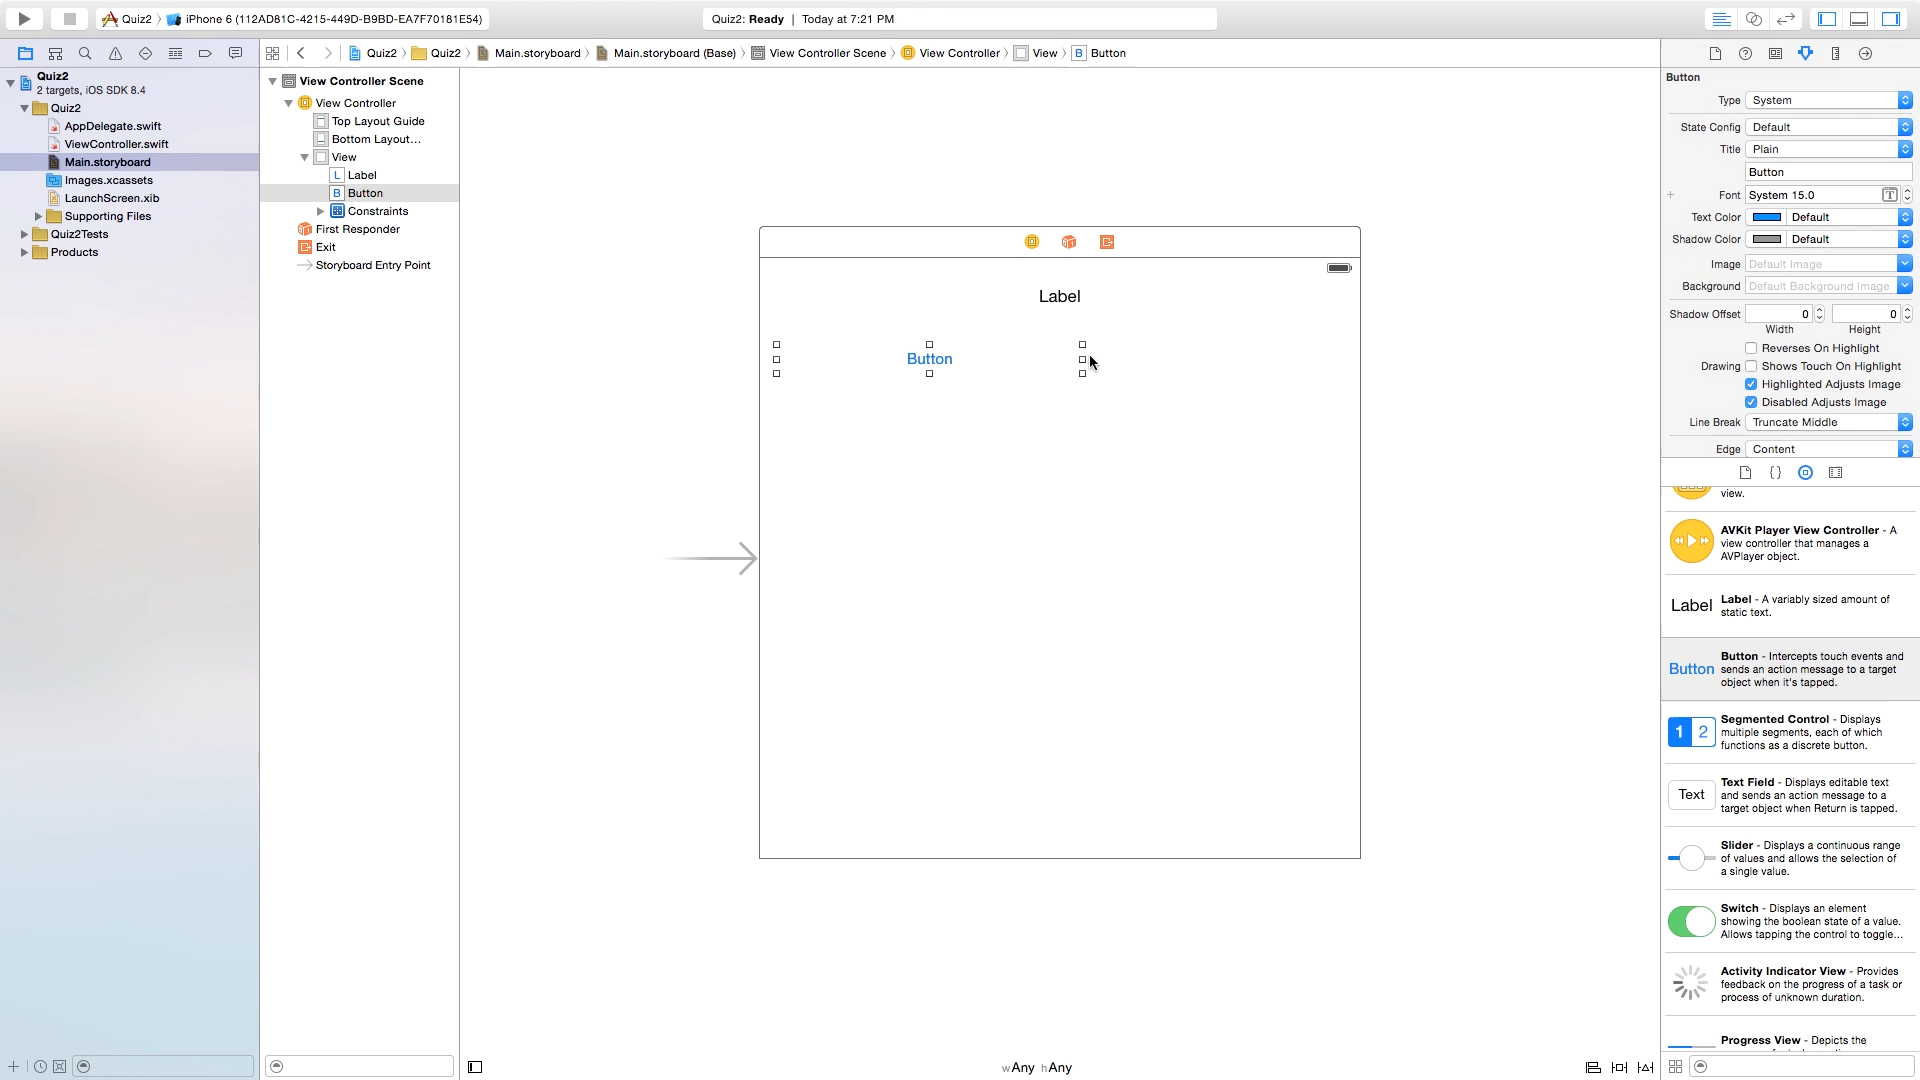 Quiz2 iPhone 6 (112AD81C-4215-449D-B9BD-EA7F70181E54)
Quiz2: Ready | Today at 7:21 PM
Quiz2
2 targets, iOS SDK 8.4
Quiz2
AppDelegate.swift
ViewController.swift
Main.storyboard
Images.xcassets
LaunchScreen.xib
Supporting Files
Quiz2Tests
Products
Quiz2 Quiz2 Main.storyboard Main.storyboard (Base) View Controller Scene View Controller View B Button
View Controller Scene
View Controller
Top Layout Guide
Bottom Layout...
View
L Label
B Button
Constraints
First Responder
Exit
Storyboard Entry Point
Label
Button
wAny hAny
Button
Type System
State Config Default
Title Plain
Button
Font System 15.0
Text Color Default
Shadow Color Default
Image Default Image
Background Default Background Image
Shadow Offset 0 0
Width Height
Reverses On Highlight
Drawing Shows Touch On Highlight
Highlighted Adjusts Image
Disabled Adjusts Image
Line Break Truncate Middle
Edge Content
view.
AVKit Player View Controller - A
view controller that manages a
AVPlayer object.
Label
Label - A variably sized amount of
static text.
Button
Button - Intercepts touch events and
sends an action message to a target
object when it's tapped.
1 2
Segmented Control - Displays
multiple segments, each of which
functions as a discrete button.
Text
Text Field - Displays editable text
and sends an action message to a
target object when Return is tapped.
Slider - Displays a continuous range
of values and allows the selection of
a single value.
Switch - Displays an element
showing the boolean state of a value.
Allows tapping the control to toggle...
Activity Indicator View - Provides
feedback on the progress of a task or
process of unknown duration.
Progress View - Depicts the